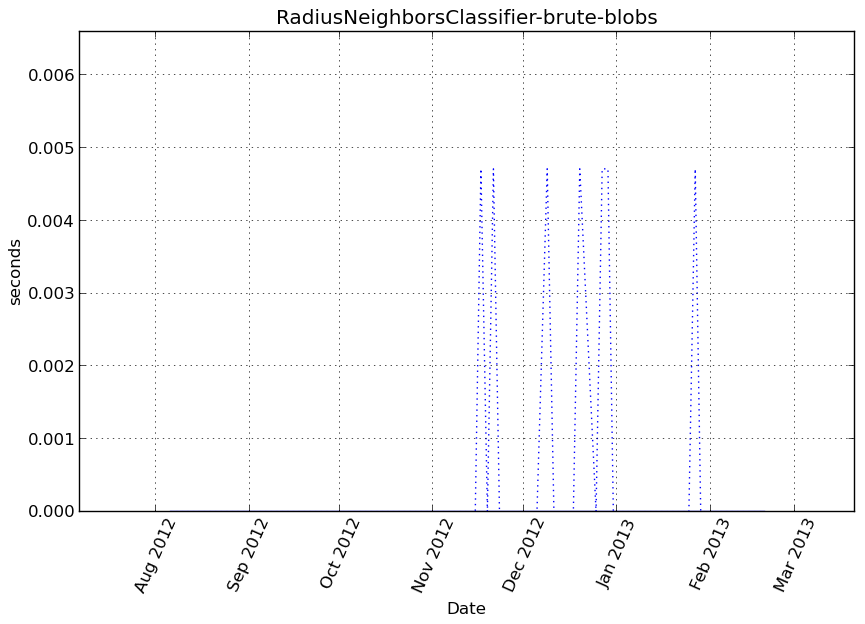 RadiusNeighborsClassifier-brute-blobs
0.006
0.005
0.004
0.003
0.002
0.001
0.000
seconds
Aug 2012
Sep 2012
Oct 2012
Nov 2012
Dec 2012
Jan 2013
Feb 2013
Mar 2013
Date